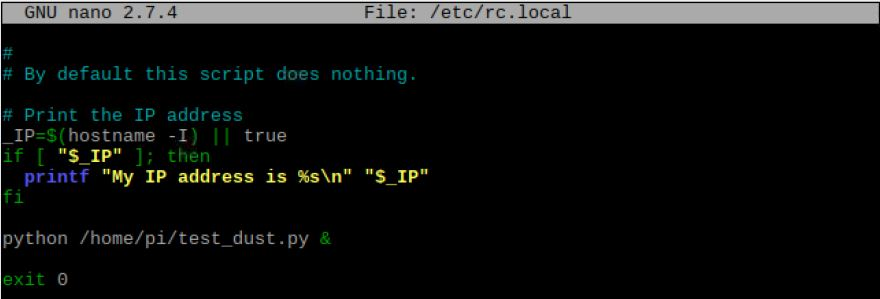 GNU nano 2.7.4 File: /etc/rc.local
#
# By default this script does nothing.
# Print the IP address
_IP=$(hostname -I) || true
if [ "$_IP" ]; then
printf "My IP address is %s\n" "$_IP"
fi
python /home/pi/test_dust.py &
exit 0